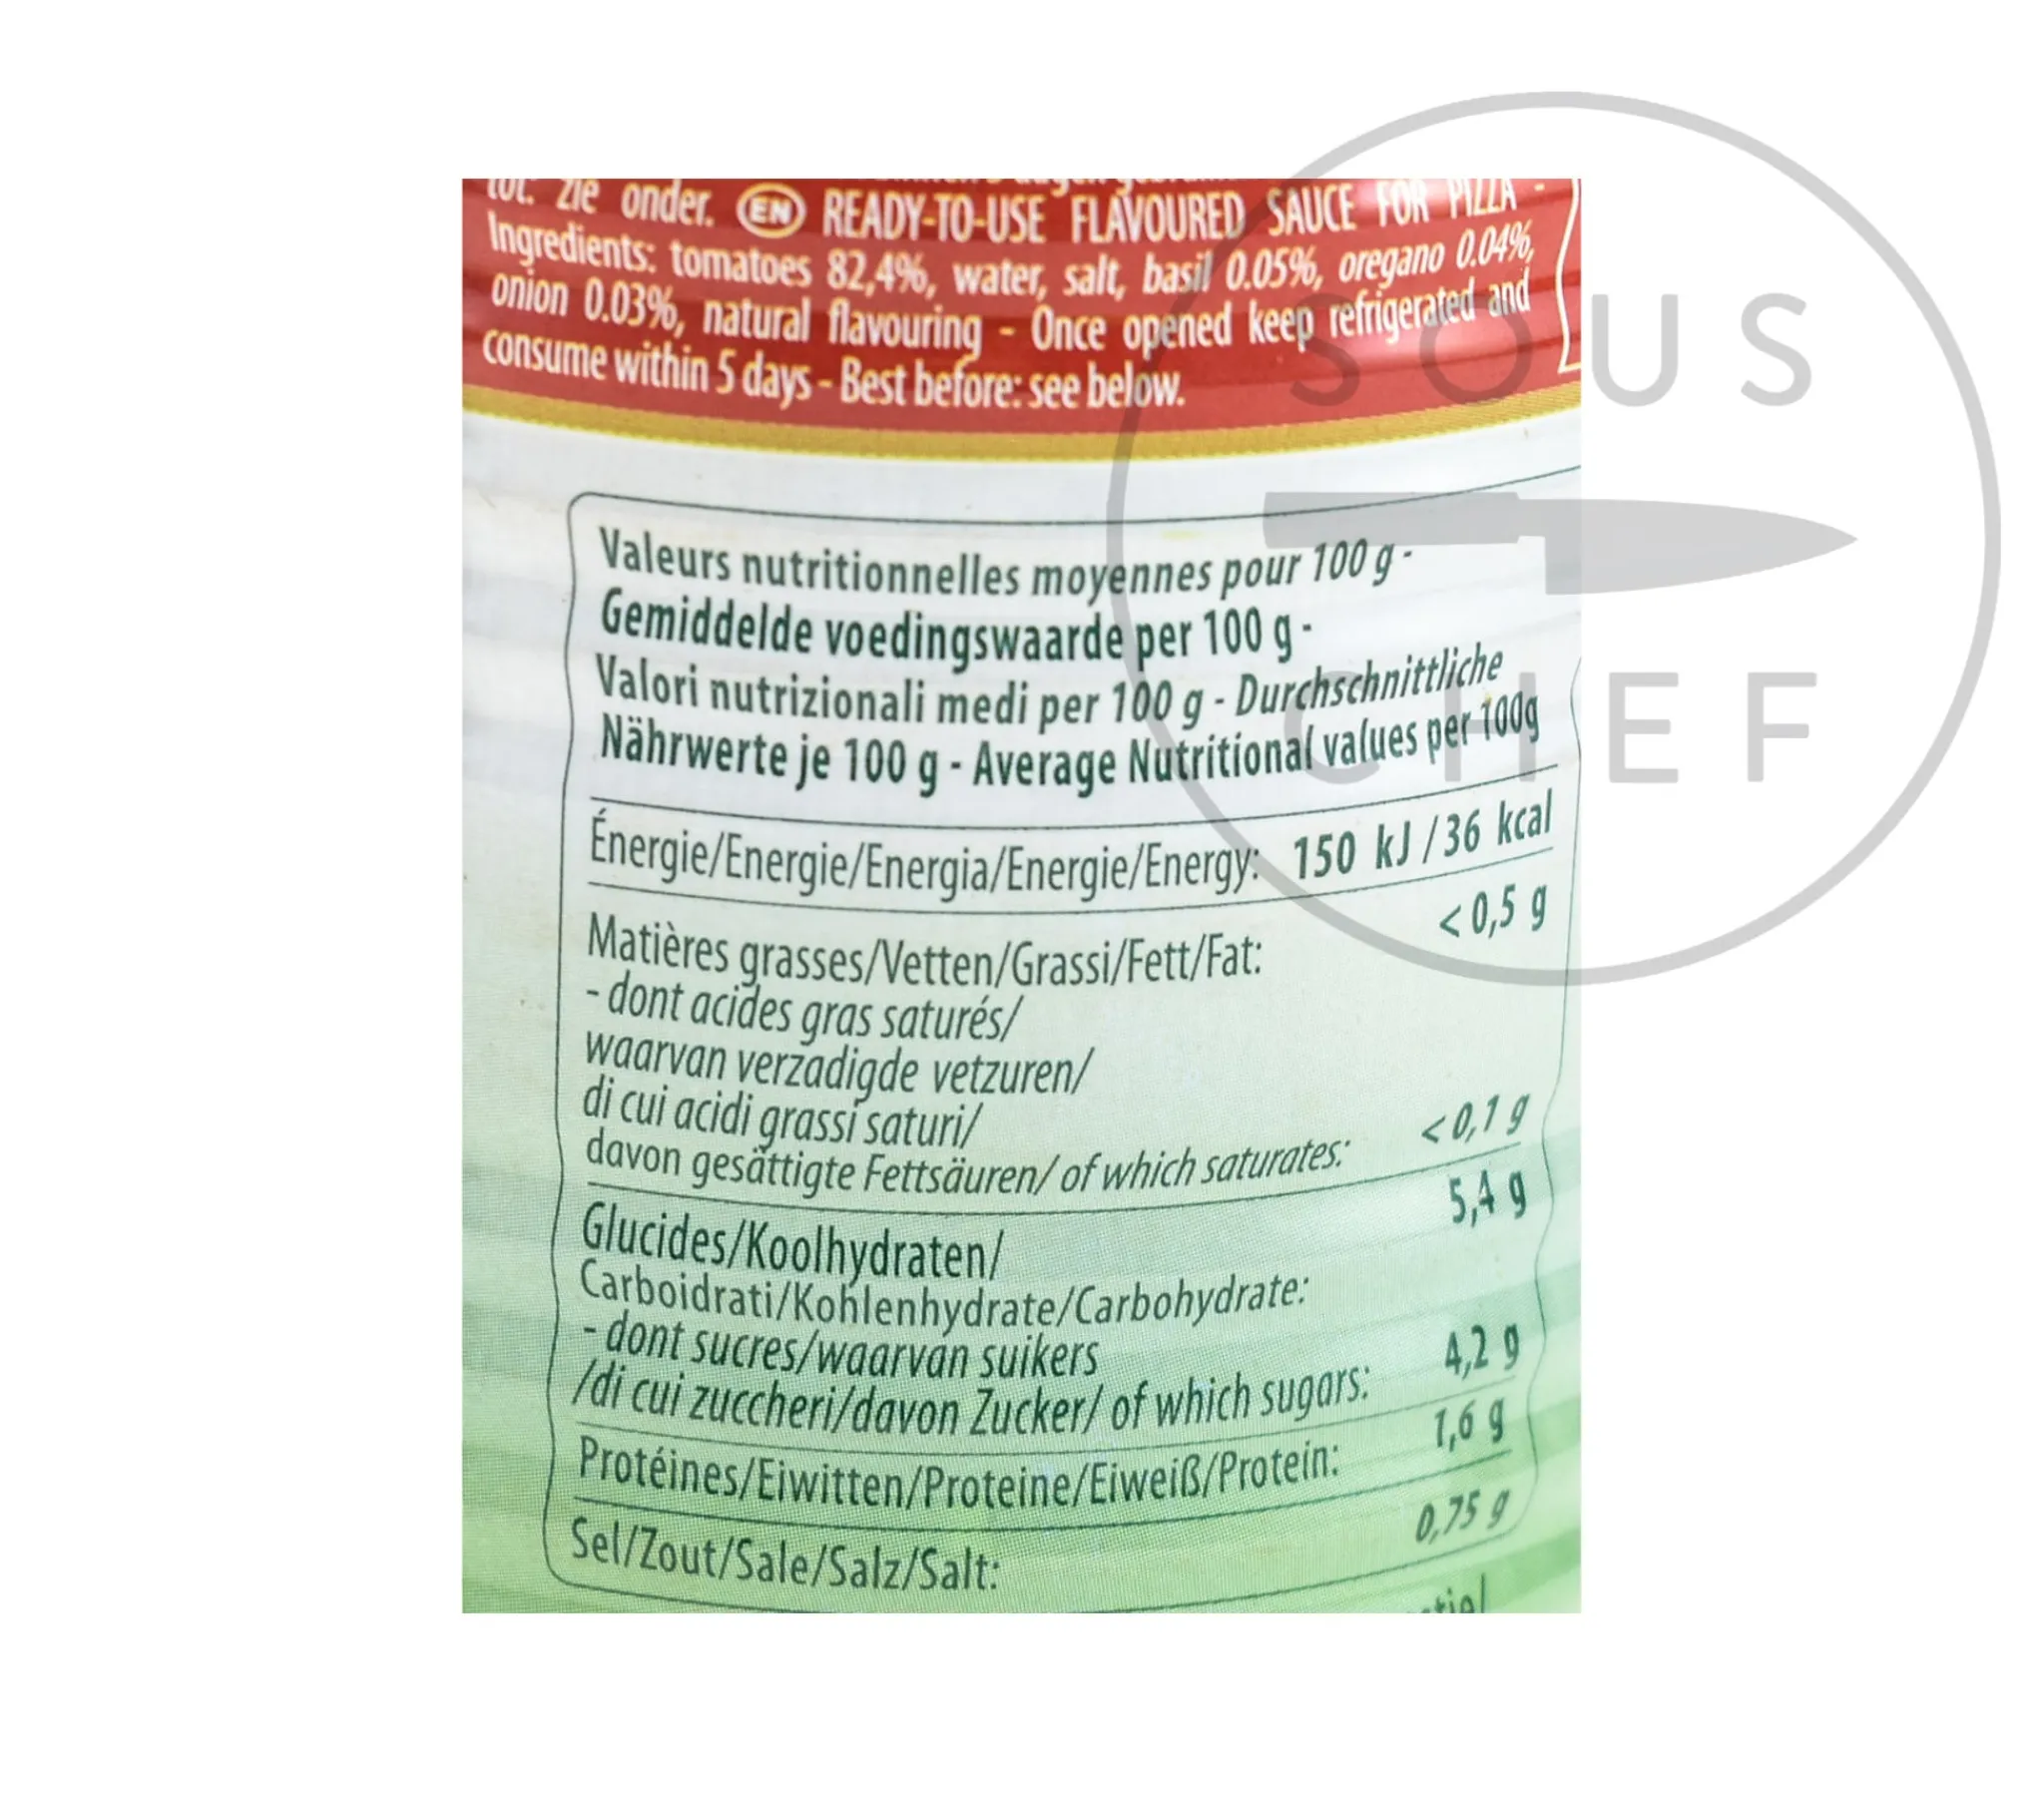 tot: zie onder. EN READY-TO-USE FLAVOURED SAUCE FOR PIZZA -
Ingredients: tomatoes 82,4%, water, salt, basil 0.05%, oregano 0.04%,
onion 0.03%, natural flavouring - Once opened keep refrigerated and
consume within 5 days - Best before: see below.
SOUS
CHEF
Valeurs nutritionnelles moyennes pour 100 g -
Gemiddelde voedingswaarde per 100 g -
Valori nutrizionali medi per 100 g - Durchschnittliche
Nährwerte je 100 g - Average Nutritional values per 100g
Énergie/Energie/Energia/Energie/Energy: 150 kJ / 36 kcal
Matières grasses/Vetten/Grassi/Fett/Fat: < 0,5 g
- dont acides gras saturés/
waarvan verzadigde vetzuren/
di cui acidi grassi saturi/
davon gesättigte Fettsäuren/ of which saturates: < 0,1 g
Glucides/Koolhydraten/ 5,4 g
Carboidrati/Kohlenhydrate/Carbohydrate:
- dont sucres/waarvan suikers
/di cui zuccheri/davon Zucker/ of which sugars: 4,2 g
Protéines/Eiwitten/Proteine/Eiweiß/Protein: 1,6 g
Sel/Zout/Sale/Salz/Salt: 0,75 g